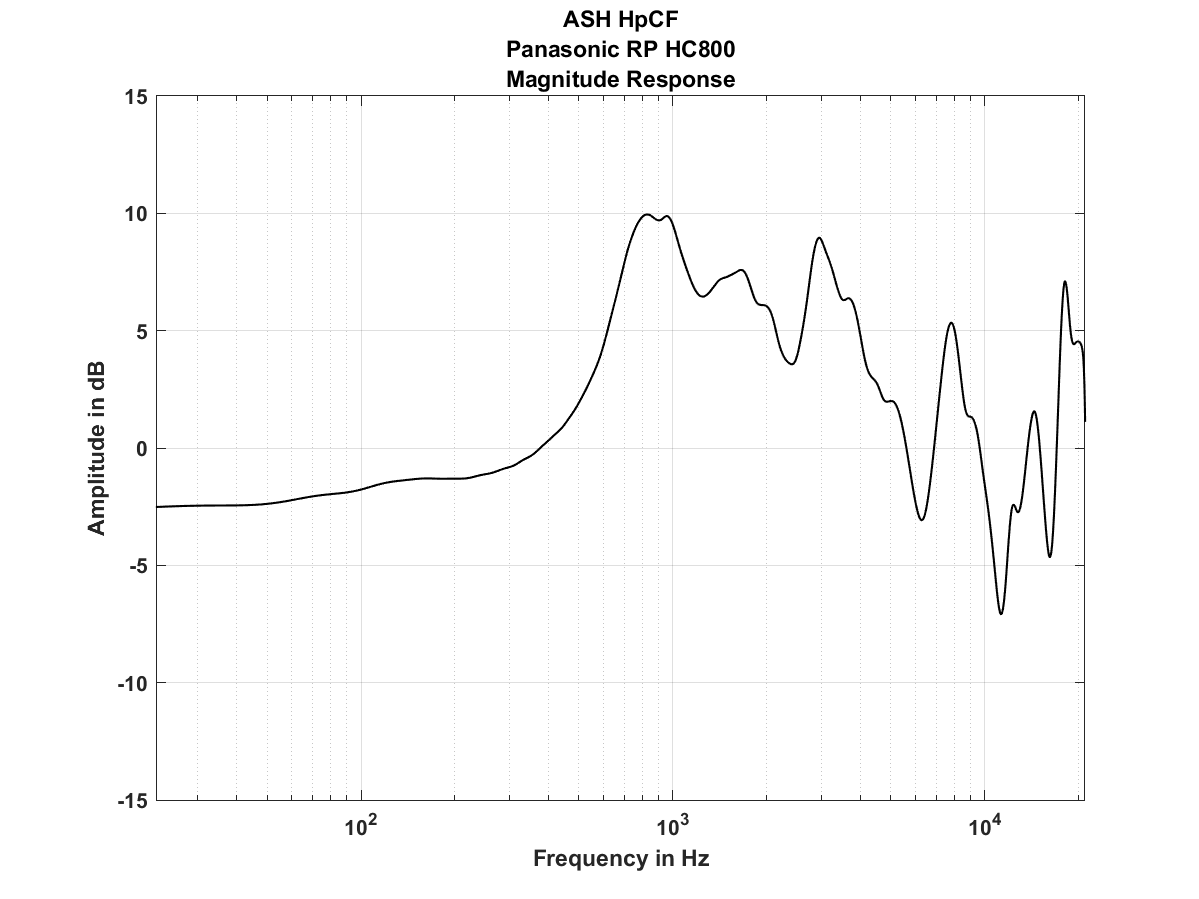 ASH HpCF
Panasonic RP HC800
Magnitude Response
15
10
5
0
-5
-10
-15
Amplitude in dB
10²
10³
10⁴
Frequency in Hz